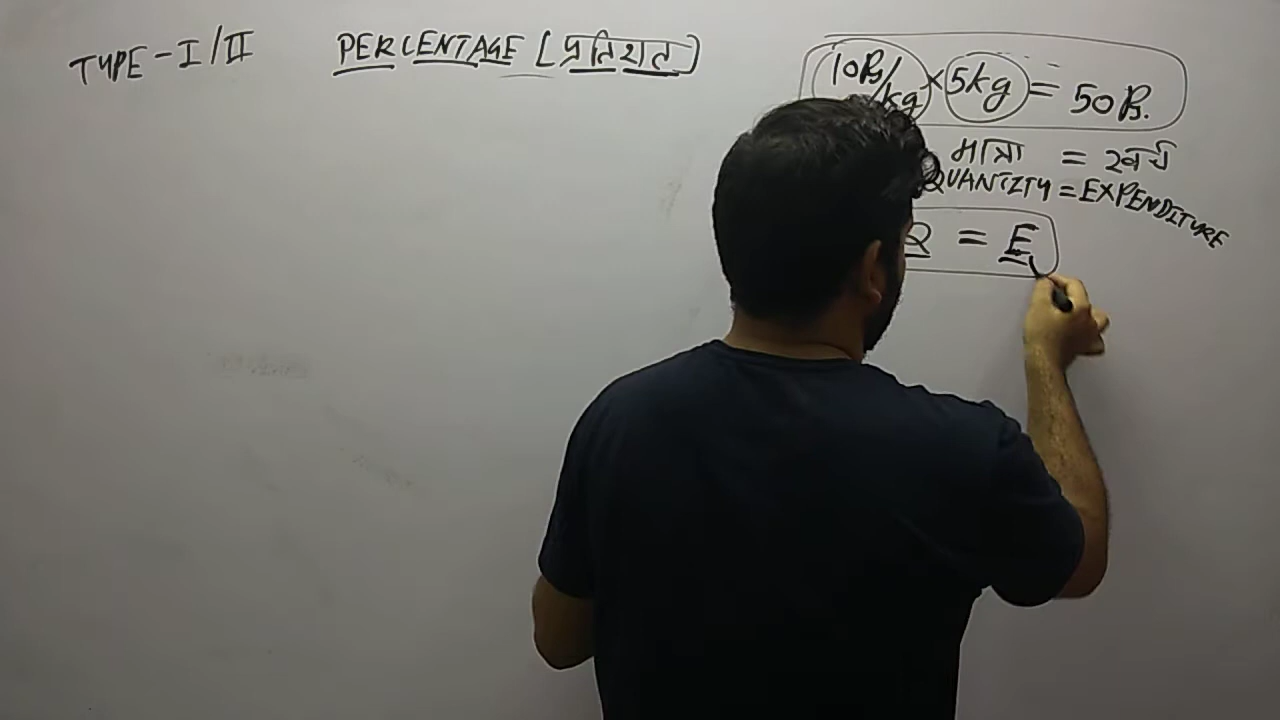 TYPE - I/II PERCENTAGE (प्रतिशत)
10Rs/kg × 5kg = 50Rs.
मात्रा = खर्च
QUANTITY = EXPENDITURE
Q = E